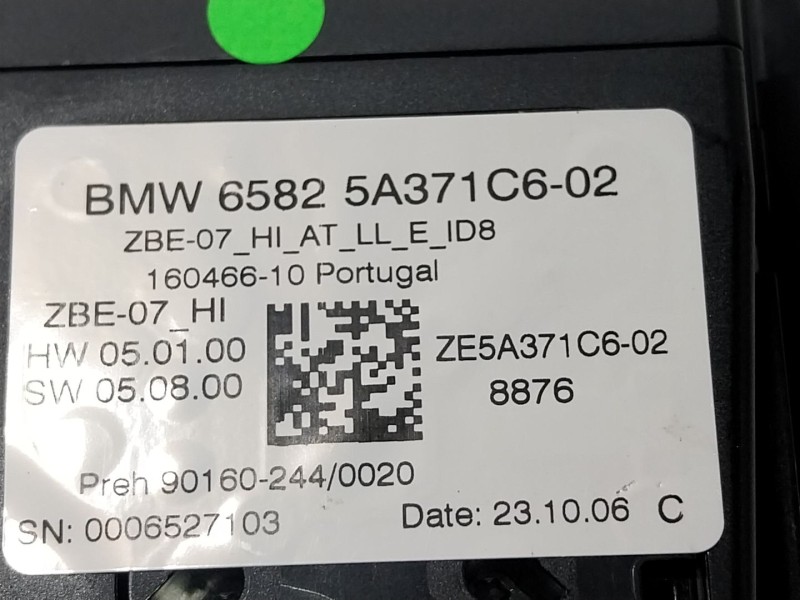 BMW 6582 5A371C6-02
ZBE-07_HI_AT_LL_E_ID8
160466-10 Portugal
ZBE-07_HI
HW 05.01.00
SW 05.08.00
ZE5A371C6-02
8876
Preh 90160-244/0020
SN: 0006527103
Date: 23.10.06 C